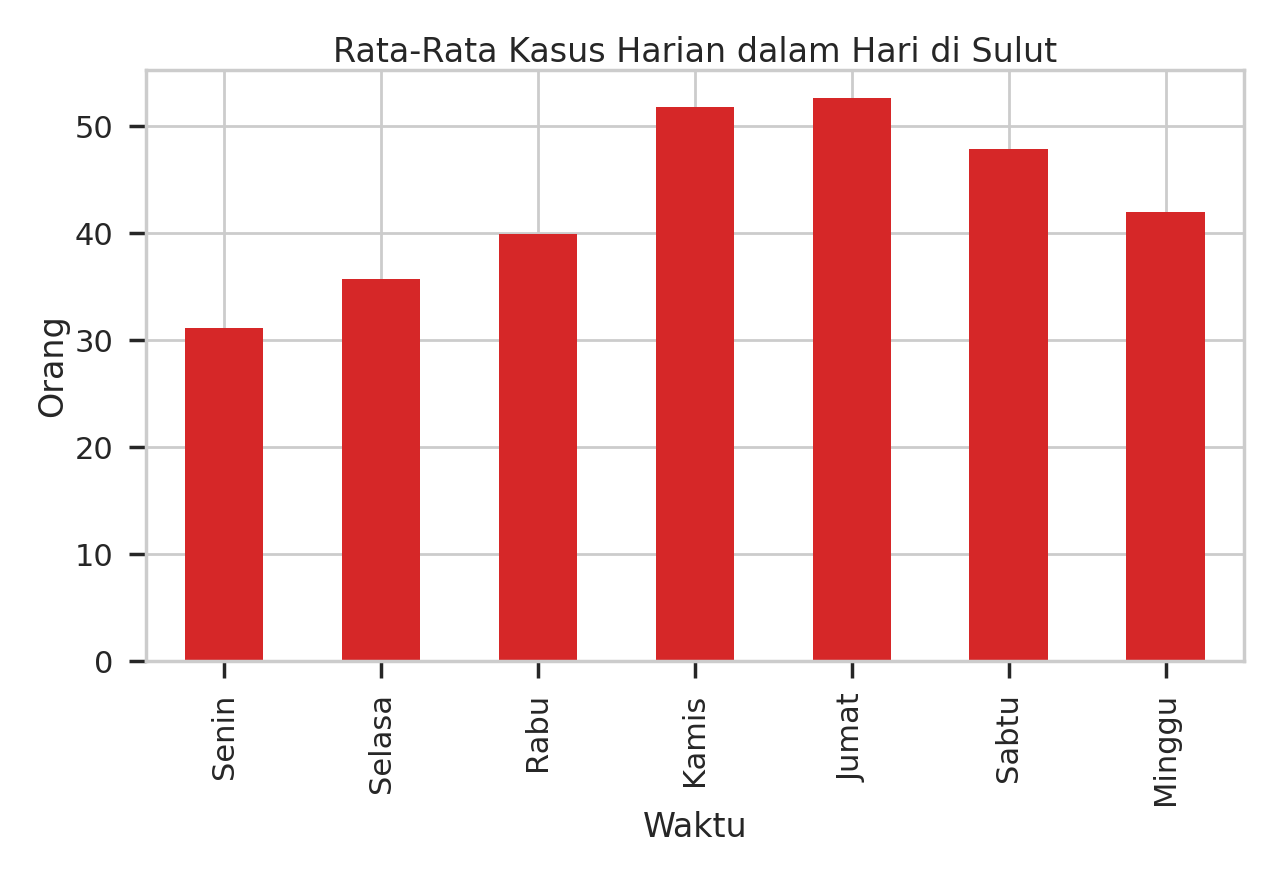 Rata-Rata Kasus Harian dalam Hari di Sulut
Orang
50
40
30
20
10
0
Senin
Selasa
Rabu
Kamis
Jumat
Sabtu
Minggu
Waktu